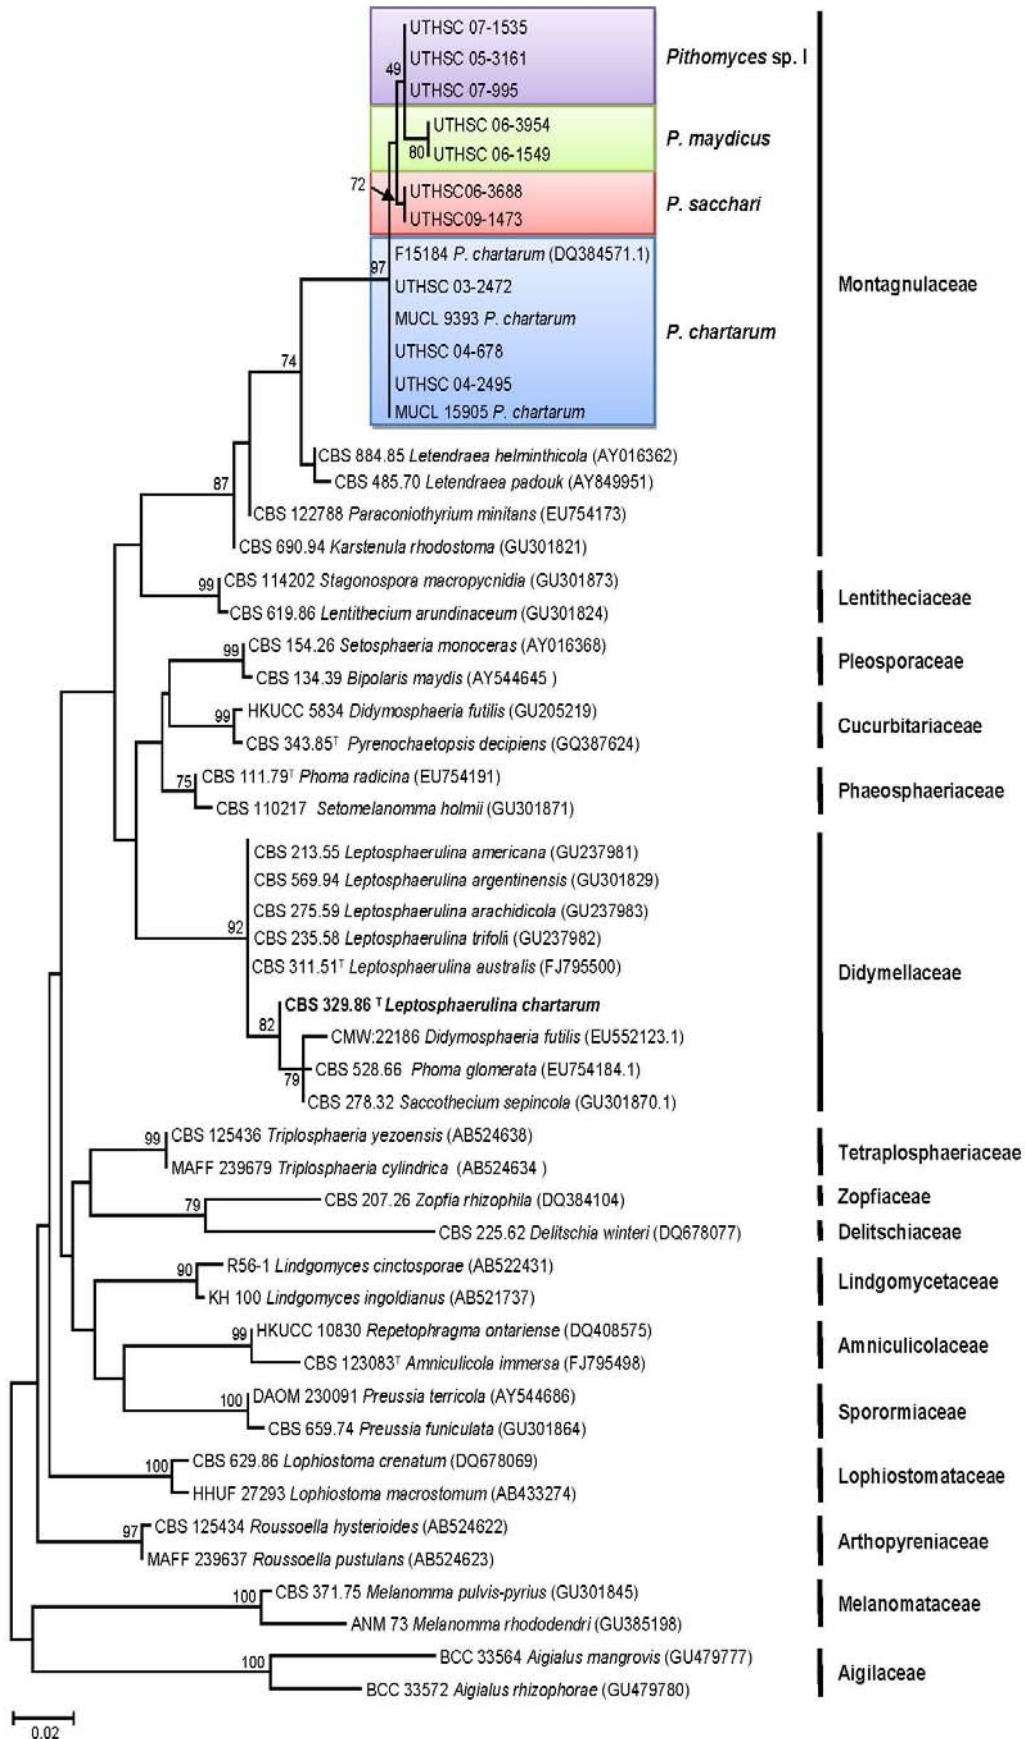 UTHSC 07-1535
UTHSC 05-3161
49
Pithomyces sp. I
UTHSC 07-995
UTHSC 06-3954
P. maydicus
80
UTHSC 06-1549
72
UTHSC06-3688
P. sacchari
UTHSC09-1473
F15184 P. chartarum (DQ384571.1)
97
UTHSC 03-2472
Montagnulaceae
MUCL 9393 P. chartarum
P. chartarum
UTHSC 04-678
74
UTHSC 04-2495
MUCL 15905 P. chartarum
CBS 884.85 Letendraea helminthicola (AY016362)
87
CBS 485.70 Letendraea padouk (AY849951)
CBS 122788 Paraconiothyrium minitans (EU754173)
CBS 690.94 Karstenula rhodostoma (GU301821)
99
CBS 114202 Stagonospora macropycnidia (GU301873)
Lentitheciaceae
CBS 619.86 Lentithecium arundinaceum (GU301824)
99
CBS 154.26 Setosphaeria monoceras (AY016368)
Pleosporaceae
CBS 134.39 Bipolaris maydis (AY544645 )
99
HKUCC 5834 Didymosphaeria futilis (GU205219)
Cucurbitariaceae
CBS 343.85ᵀ Pyrenochaetopsis decipiens (GQ387624)
75
CBS 111.79ᵀ Phoma radicina (EU754191)
Phaeosphaeriaceae
CBS 110217 Setomelanomma holmii (GU301871)
CBS 213.55 Leptosphaerulina americana (GU237981)
CBS 569.94 Leptosphaerulina argentinensis (GU301829)
CBS 275.59 Leptosphaerulina arachidicola (GU237983)
92
CBS 235.58 Leptosphaerulina trifolii (GU237982)
CBS 311.51ᵀ Leptosphaerulina australis (FJ795500)
Didymellaceae
CBS 329.86 ᵀ Leptosphaerulina chartarum
82
CMW:22186 Didymosphaeria futilis (EU552123.1)
CBS 528.66 Phoma glomerata (EU754184.1)
79
CBS 278.32 Saccothecium sepincola (GU301870.1)
99
CBS 125436 Triplosphaeria yezoensis (AB524638)
Tetraplosphaeriaceae
MAFF 239679 Triplosphaeria cylindrica (AB524634 )
79
CBS 207.26 Zopfia rhizophila (DQ384104)
Zopfiaceae
CBS 225.62 Delitschia winteri (DQ678077)
Delitschiaceae
90
R56-1 Lindgomyces cinctosporae (AB522431)
Lindgomycetaceae
KH 100 Lindgomyces ingoldianus (AB521737)
99
HKUCC 10830 Repetophragma ontariense (DQ408575)
Amniculicolaceae
CBS 123083ᵀ Amniculicola immersa (FJ795498)
100
DAOM 230091 Preussia terricola (AY544686)
Sporormiaceae
CBS 659.74 Preussia funiculata (GU301864)
100
CBS 629.86 Lophiostoma crenatum (DQ678069)
Lophiostomataceae
HHUF 27293 Lophiostoma macrostomum (AB433274)
97
CBS 125434 Roussoella hysterioides (AB524622)
Arthopyreniaceae
MAFF 239637 Roussoella pustulans (AB524623)
100
CBS 371.75 Melanomma pulvis-pyrius (GU301845)
Melanomataceae
ANM 73 Melanomma rhododendri (GU385198)
100
BCC 33564 Aigialus mangrovis (GU479777)
Aigilaceae
BCC 33572 Aigialus rhizophorae (GU479780)
0.02